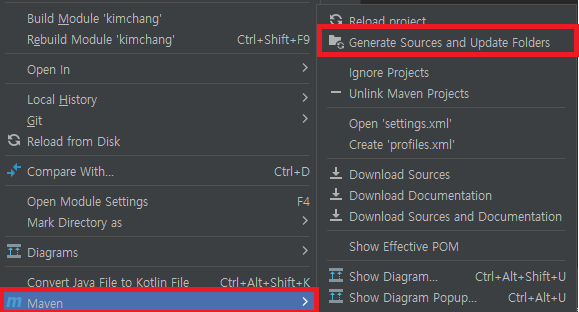 Build Module 'kimchang'
Rebuild Module 'kimchang' Ctrl+Shift+F9
Open In
Local History
Git
Reload from Disk
Compare With... Ctrl+D
Open Module Settings F4
Mark Directory as
Diagrams
Convert Java File to Kotlin File Ctrl+Alt+Shift+K
Maven
Reload project
Generate Sources and Update Folders
Ignore Projects
Unlink Maven Projects
Open 'settings.xml'
Create 'profiles.xml'
Download Sources
Download Documentation
Download Sources and Documentation
Show Effective POM
Show Diagram... Ctrl+Alt+Shift+U
Show Diagram Popup... Ctrl+Alt+U